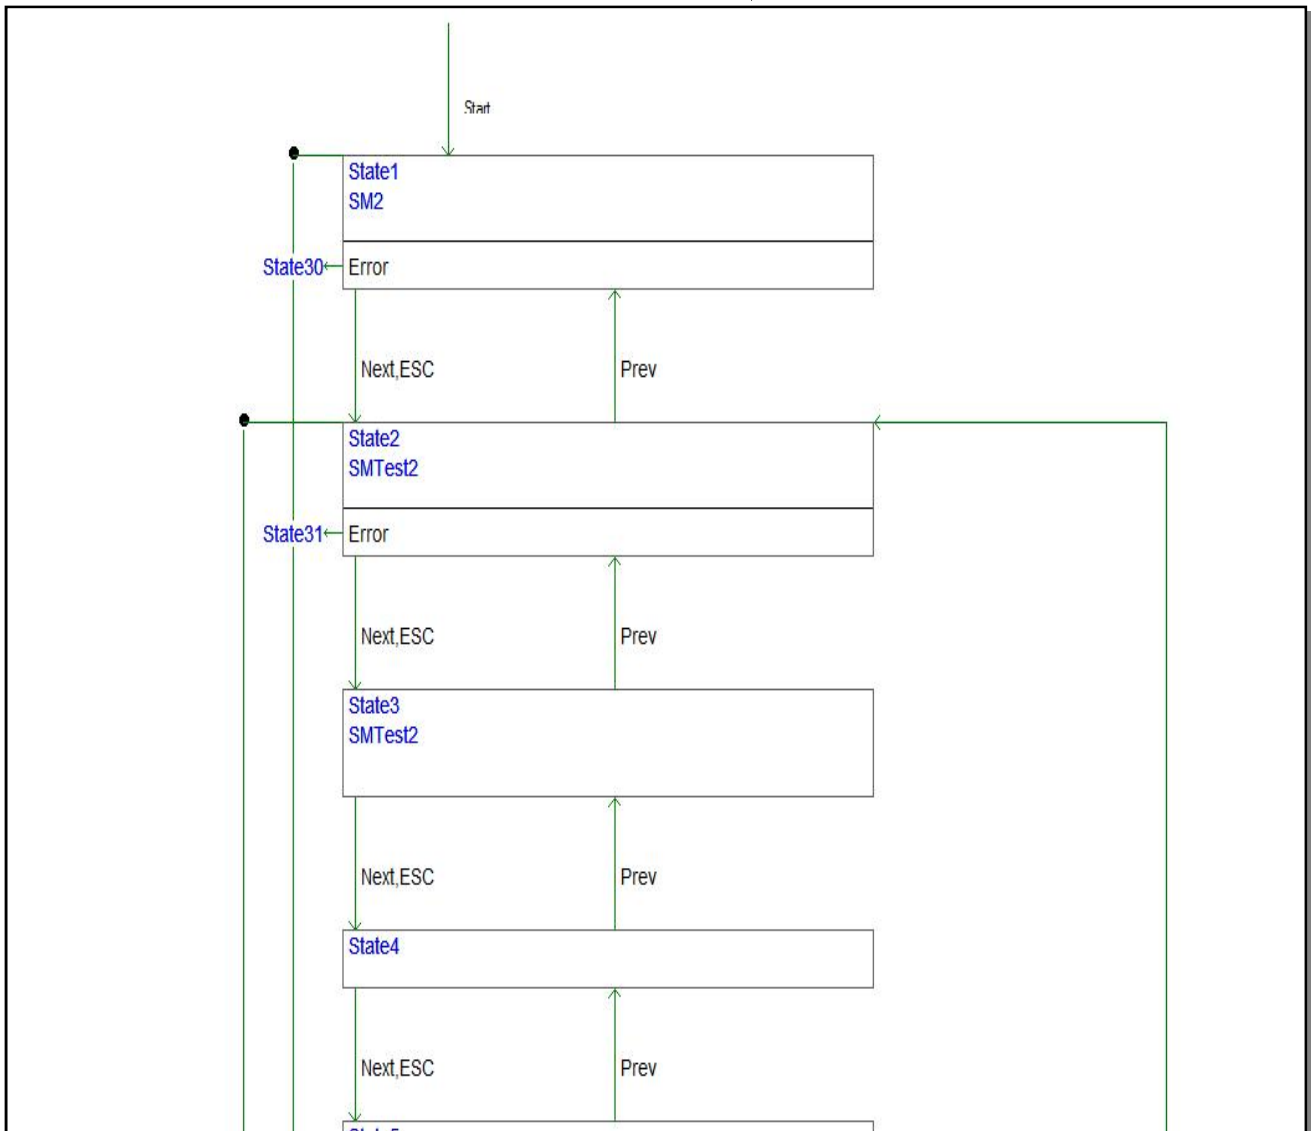 Start
State1
SM2
State30
Error
Next,ESC
Prev
State2
SMTest2
State31
Error
Next,ESC
Prev
State3
SMTest2
Next,ESC
Prev
State4
Next,ESC
Prev